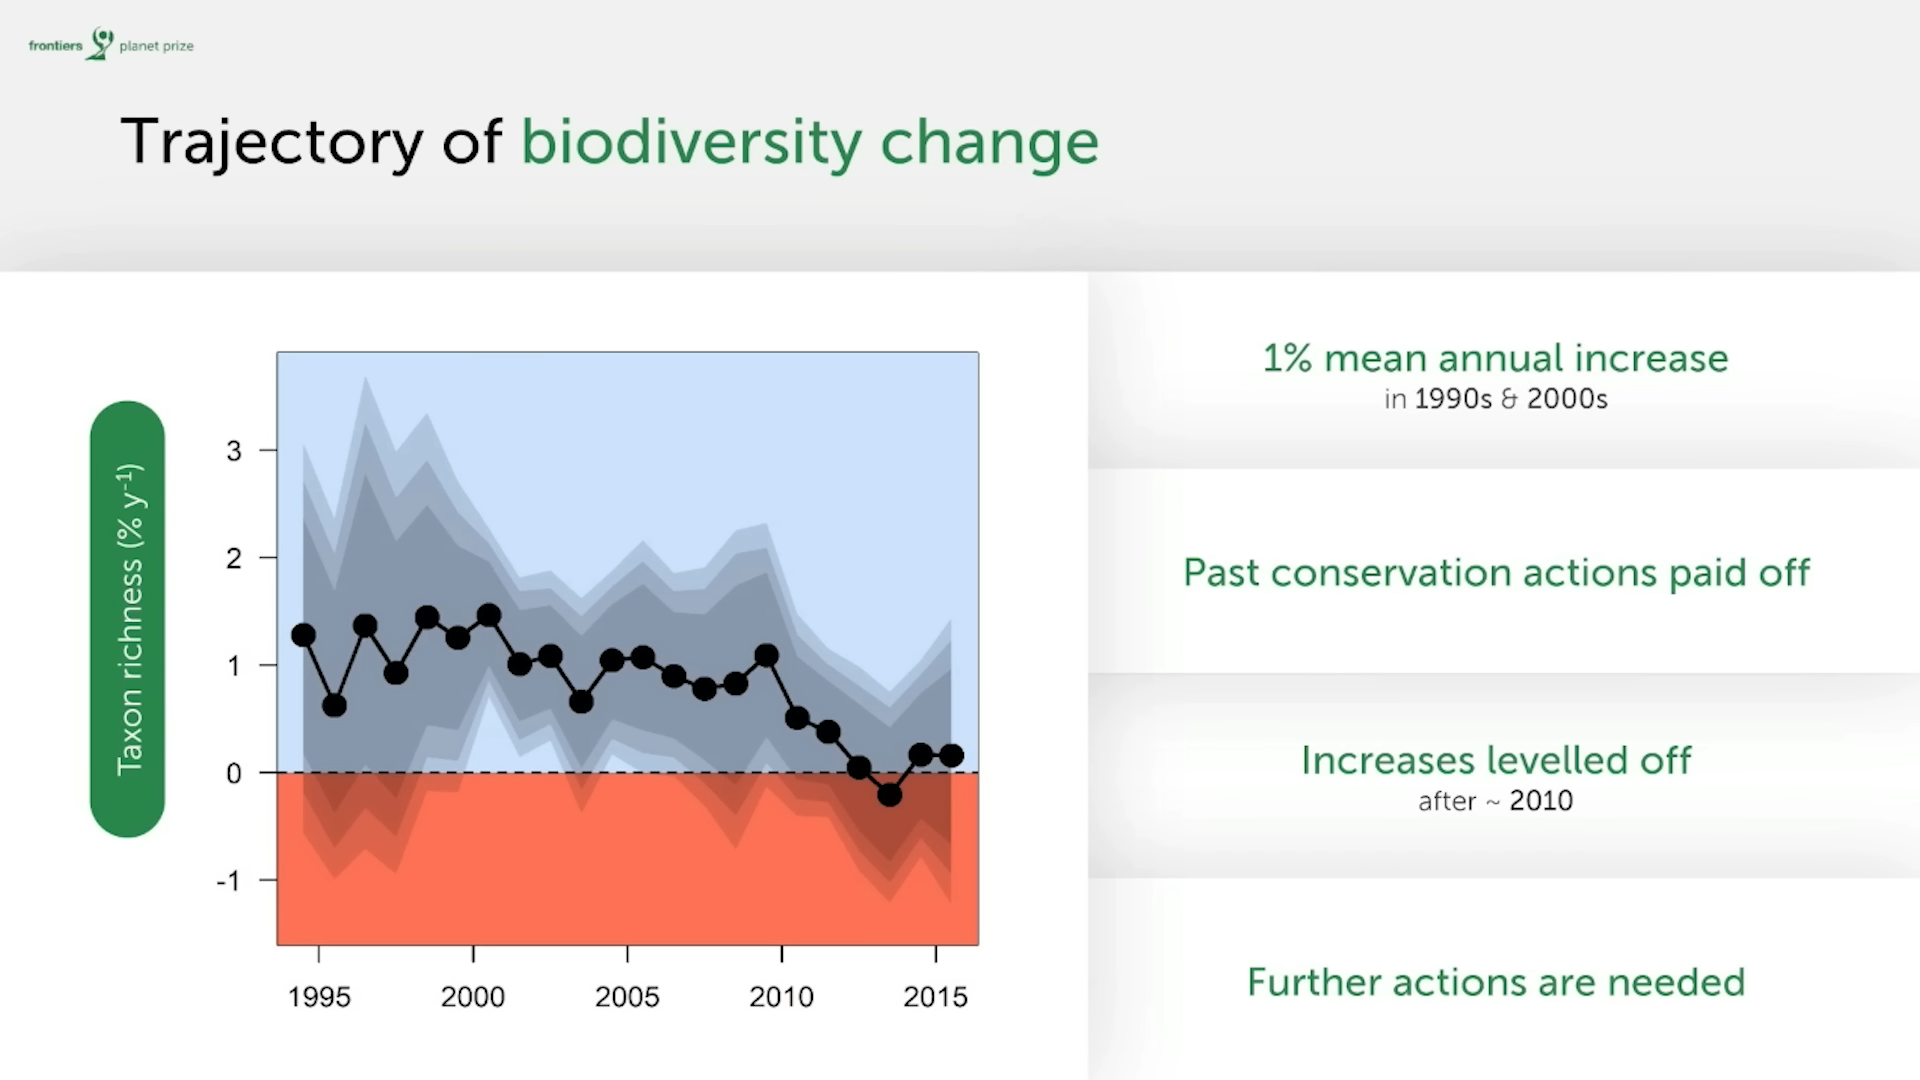 frontiers planet prize
Trajectory of biodiversity change
Taxon richness (% y⁻¹)
3
2
1
0
-1
1995 2000 2005 2010 2015
1% mean annual increase
in 1990s & 2000s
Past conservation actions paid off
Increases levelled off
after ~ 2010
Further actions are needed